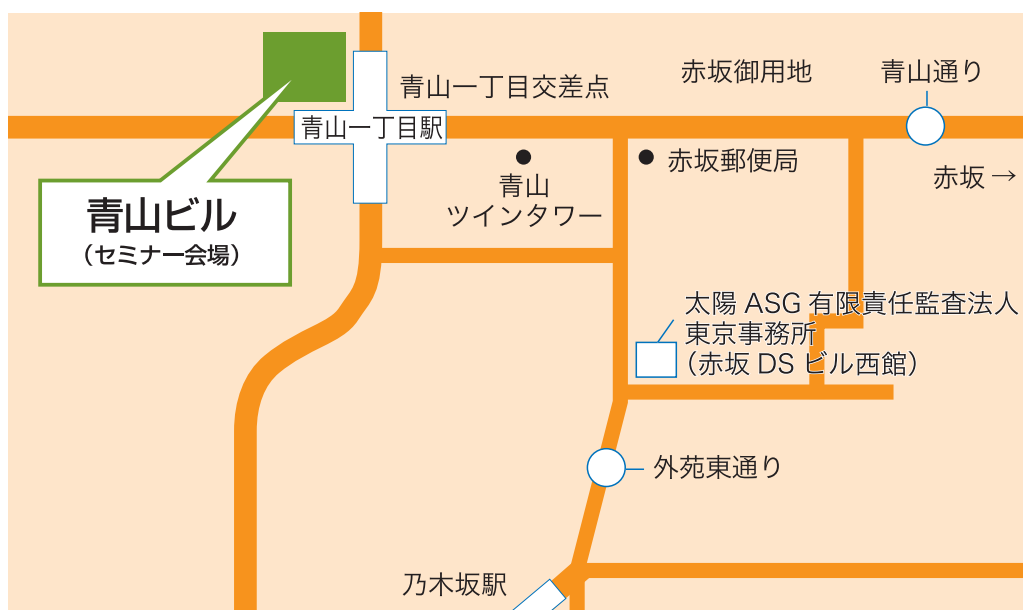 赤坂御用地
青山通り
青山一丁目交差点
青山一丁目駅
赤坂郵便局
赤坂→
青山
ツインタワー
青山ビル
（セミナー会場）
太陽 ASG 有限責任監査法人
東京事務所
（赤坂 DS ビル西館）
外苑東通り
乃木坂駅